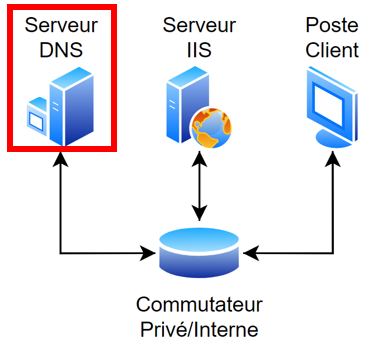 Serveur
DNS
Serveur
IIS
Poste
Client
Commutateur
Privé/Interne